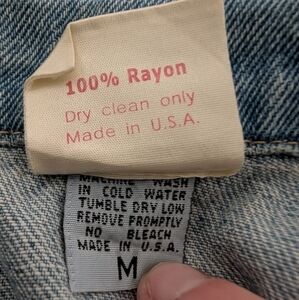 100% Rayon
Dry clean only
Made in U.S.A.
MACHINE WASH
IN COLD WATER
TUMBLE DRY LOW
REMOVE PROMPTLY
NO BLEACH
MADE IN U.S.A.
M